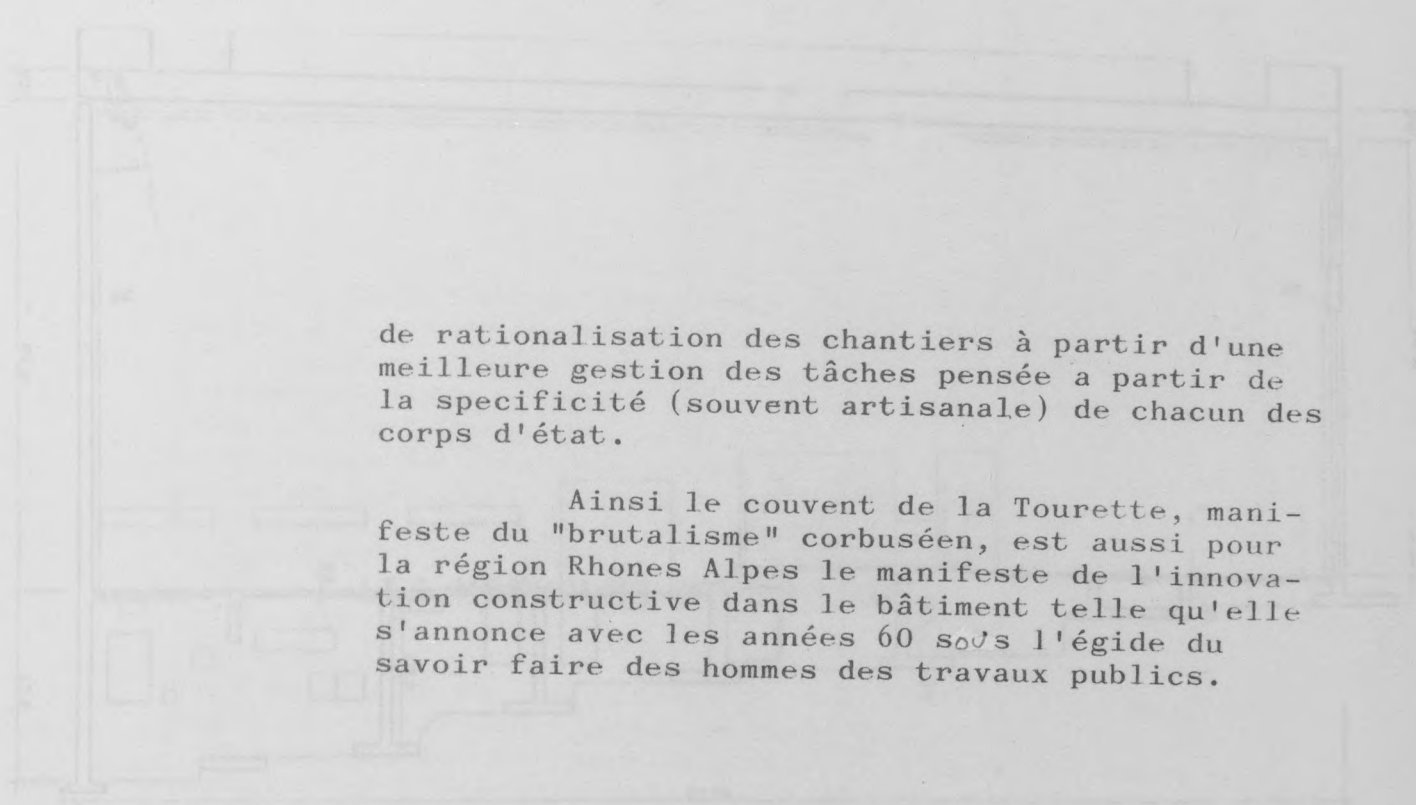 de rationalisation des chantiers à partir d'une
meilleure gestion des tâches pensée a partir de
la specificité (souvent artisanale) de chacun des
corps d'état.
Ainsi le couvent de la Tourette, mani-
feste du "brutalisme" corbuséen, est aussi pour
la région Rhones Alpes le manifeste de l'innova-
tion constructive dans le bâtiment telle qu'elle
s'annonce avec les années 60 sous l'égide du
savoir faire des hommes des travaux publics.